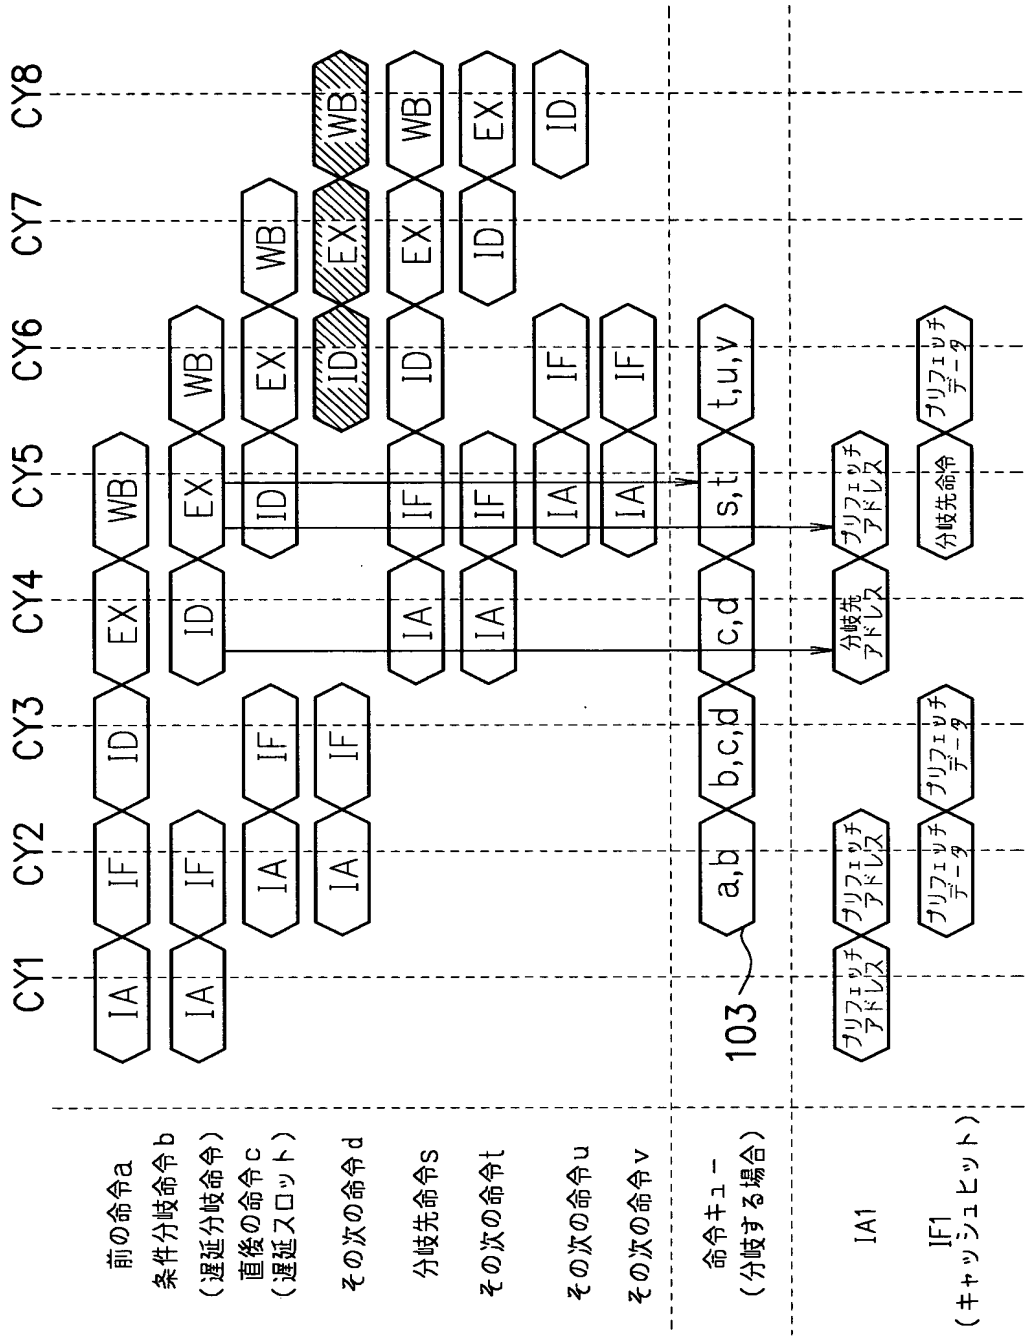 CY1 CY2 CY3 CY4 CY5 CY6 CY7 CY8
前の命令a IA IF ID EX WB
条件分岐命令b
(遅延分岐命令) IA IF ID EX WB
直後の命令c
(遅延スロット) IA IF ID EX WB
その次の命令d IA IF ID EX WB
分岐先命令s IA IF ID EX WB
その次の命令t IA IF ID EX
その次の命令u IA IF ID
その次の命令v IA IF
命令キュー
(分岐する場合) a,b b,c,d c,d s,t t,u,v
103
IA1 プリフェッチ
アドレス プリフェッチ
アドレス 分岐先
アドレス プリフェッチ
アドレス
IF1
(キャッシュヒット) プリフェッチ
データ プリフェッチ
データ 分岐先命令 プリフェッチ
データ